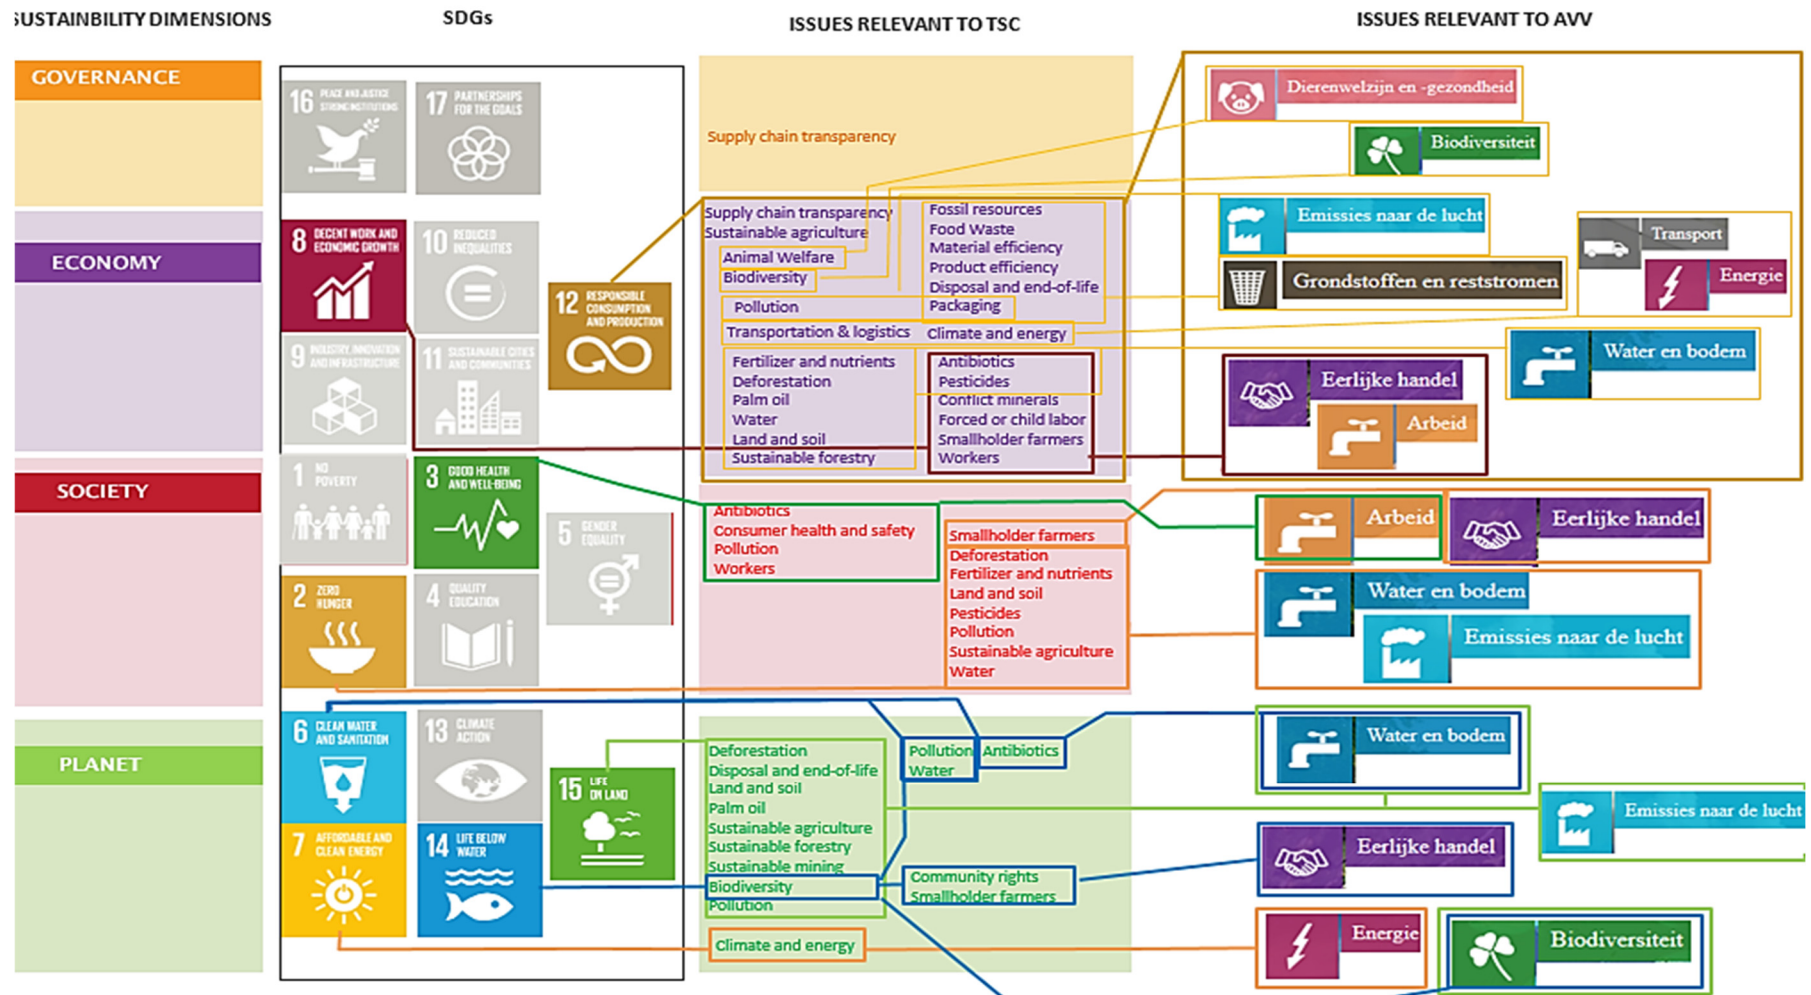 SUSTAINBILITY DIMENSIONS
SDGs
ISSUES RELEVANT TO TSC
ISSUES RELEVANT TO AVV
GOVERNANCE
16 PEACE AND JUSTICE
STRONG INSTITUTIONS
17 PARTNERSHIPS
FOR THE GOALS
Supply chain transparency
Dierenwelzijn en -gezondheid
Biodiversiteit
ECONOMY
8 DECENT WORK AND
ECONOMIC GROWTH
10 REDUCED
INEQUALITIES
9 INDUSTRY, INNOVATION
AND INFRASTRUCTURE
11 SUSTAINABLE CITIES
AND COMMUNITIES
12 RESPONSIBLE
CONSUMPTION
AND PRODUCTION
Supply chain transparency
Sustainable agriculture
Animal Welfare
Biodiversity
Pollution
Transportation & logistics
Fertilizer and nutrients
Deforestation
Palm oil
Water
Land and soil
Sustainable forestry
Fossil resources
Food Waste
Material efficiency
Product efficiency
Disposal and end-of-life
Packaging
Climate and energy
Antibiotics
Pesticides
Conflict minerals
Forced or child labor
Smallholder farmers
Workers
Emissies naar de lucht
Transport
Grondstoffen en reststromen
Energie
Water en bodem
Eerlijke handel
Arbeid
SOCIETY
1 NO
POVERTY
3 GOOD HEALTH
AND WELL-BEING
5 GENDER
EQUALITY
2 ZERO
HUNGER
4 QUALITY
EDUCATION
Antibiotics
Consumer health and safety
Pollution
Workers
Smallholder farmers
Deforestation
Fertilizer and nutrients
Land and soil
Pesticides
Pollution
Sustainable agriculture
Water
Arbeid
Eerlijke handel
Water en bodem
Emissies naar de lucht
PLANET
6 CLEAN WATER
AND SANITATION
13 CLIMATE
ACTION
15 LIFE
ON LAND
7 AFFORDABLE AND
CLEAN ENERGY
14 LIFE BELOW
WATER
Deforestation
Disposal and end-of-life
Land and soil
Palm oil
Sustainable agriculture
Sustainable forestry
Sustainable mining
Biodiversity
Pollution
Pollution
Water
Antibiotics
Community rights
Smallholder farmers
Climate and energy
Water en bodem
Emissies naar de lucht
Eerlijke handel
Energie
Biodiversiteit